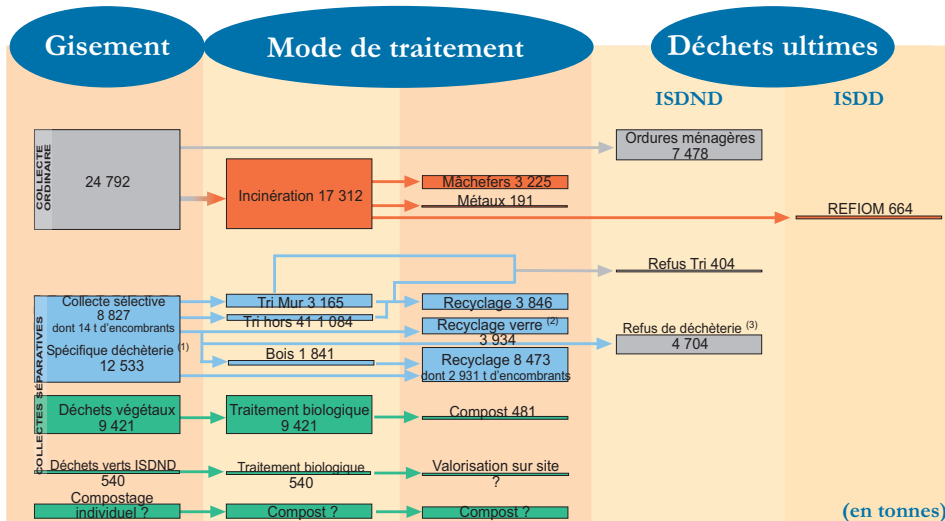 Gisement
Mode de traitement
Déchets ultimes
ISDND
ISDD
COLLECTE
ORDINAIRE
24 792
Ordures ménagères
7 478
Incinération 17 312
Mâchefers 3 225
Métaux 191
REFIOM 664
Refus Tri 404
COLLECTES SÉPARATIVES
Collecte sélective
8 827
dont 14 t d'encombrants
Tri Mur 3 165
Tri hors 41 1 084
Recyclage 3 846
Recyclage verre (2)
3 934
Refus de déchèterie (3)
4 704
Spécifique déchèterie (1)
12 533
Bois 1 841
Recyclage 8 473
dont 2 931 t d'encombrants
Déchets végétaux
9 421
Traitement biologique
9 421
Compost 481
Déchets verts ISDND
540
Traitement biologique
540
Valorisation sur site
?
Compostage
individuel ?
Compost ?
Compost ?
(en tonnes)